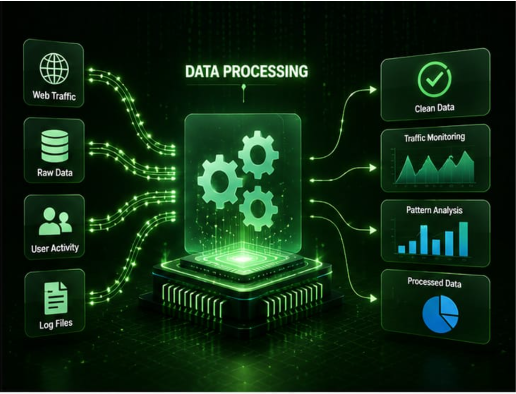 DATA PROCESSING
Web Traffic
Raw Data
User Activity
Log Files
Clean Data
Traffic Monitoring
Pattern Analysis
Processed Data